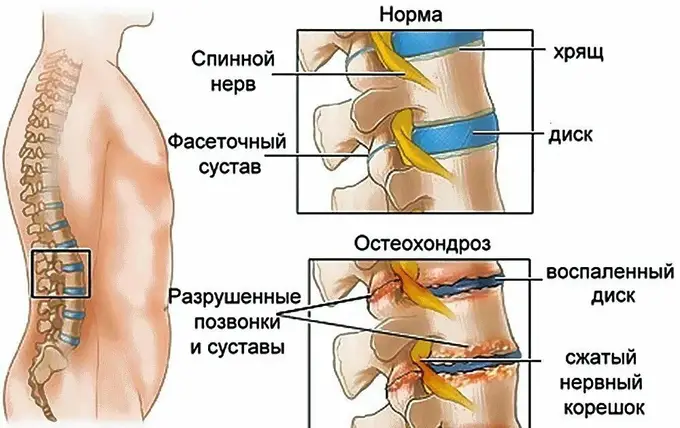 Норма
Спинной
нерв
хрящ
Фасеточный
сустав
диск
Остеохондроз
Разрушенные
позвонки
и суставы
воспаленный
диск
сжатый
нервный
корешок